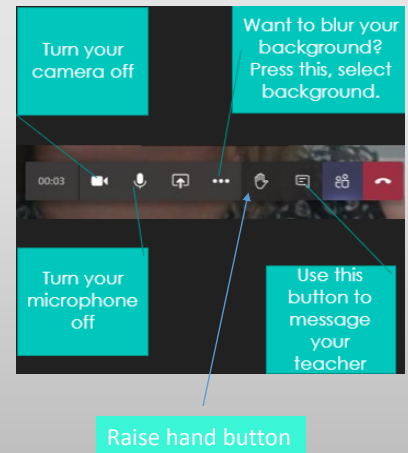 Turn your
camera off
Want to blur your
background?
Press this, select
background.
00:03
Turn your
microphone
off
Use this
button to
message
your
teacher
Raise hand button